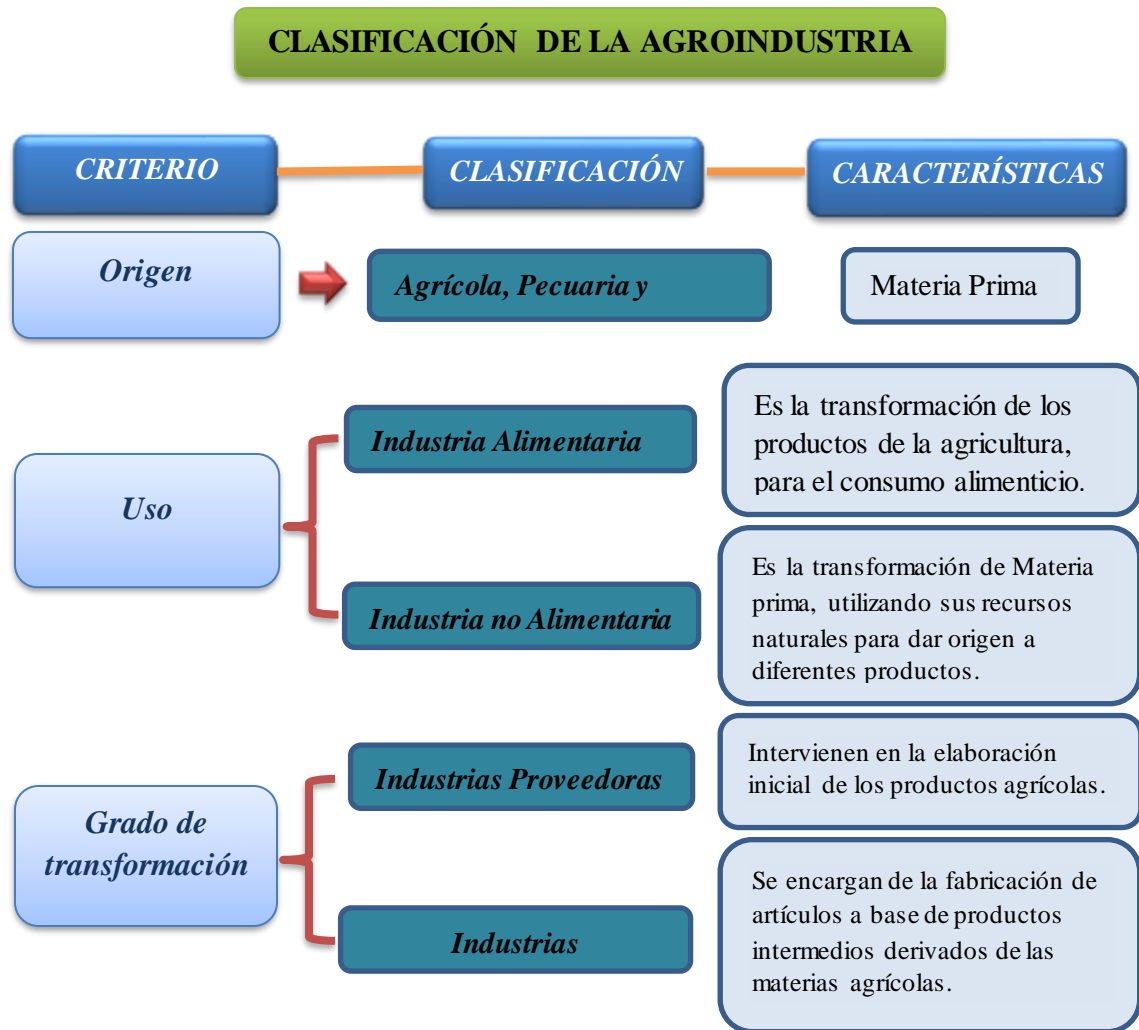 CLASIFICACIÓN DE LA AGROINDUSTRIA
CRITERIO
CLASIFICACIÓN
CARACTERÍSTICAS
Origen
Agrícola, Pecuaria y
Materia Prima
Uso
Industria Alimentaria
Es la transformación de los
productos de la agricultura,
para el consumo alimenticio.
Industria no Alimentaria
Es la transformación de Materia
prima, utilizando sus recursos
naturales para dar origen a
diferentes productos.
Grado de
transformación
Industrias Proveedoras
Intervienen en la elaboración
inicial de los productos agrícolas.
Industrias
Se encargan de la fabricación de
artículos a base de productos
intermedios derivados de las
materias agrícolas.